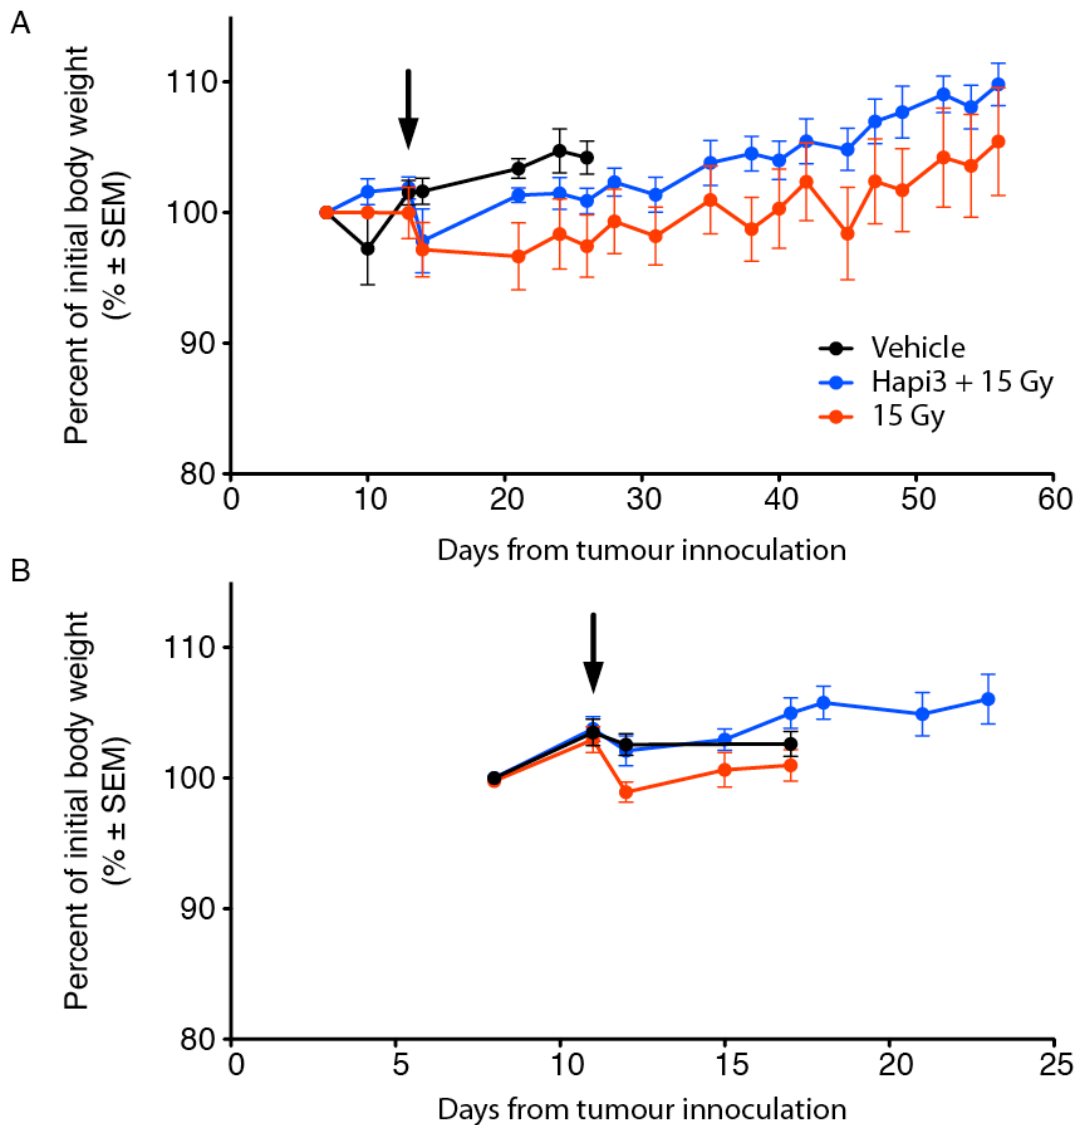 A
Percent of initial body weight
(% ± SEM)
110
100
90
80
Vehicle
Hapi3 + 15 Gy
15 Gy
0 10 20 30 40 50 60
Days from tumour innoculation
B
Percent of initial body weight
(% ± SEM)
110
100
90
80
0 5 10 15 20 25
Days from tumour innoculation